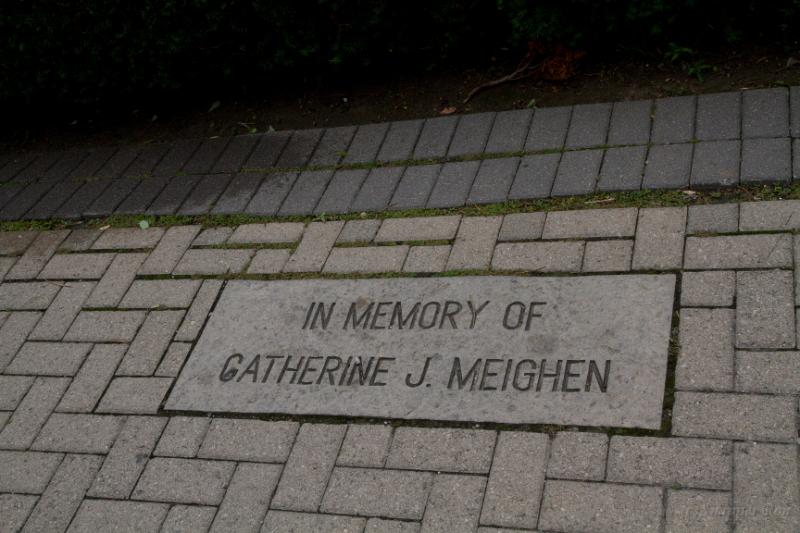 IN MEMORY OF
CATHERINE J. MEIGHEN